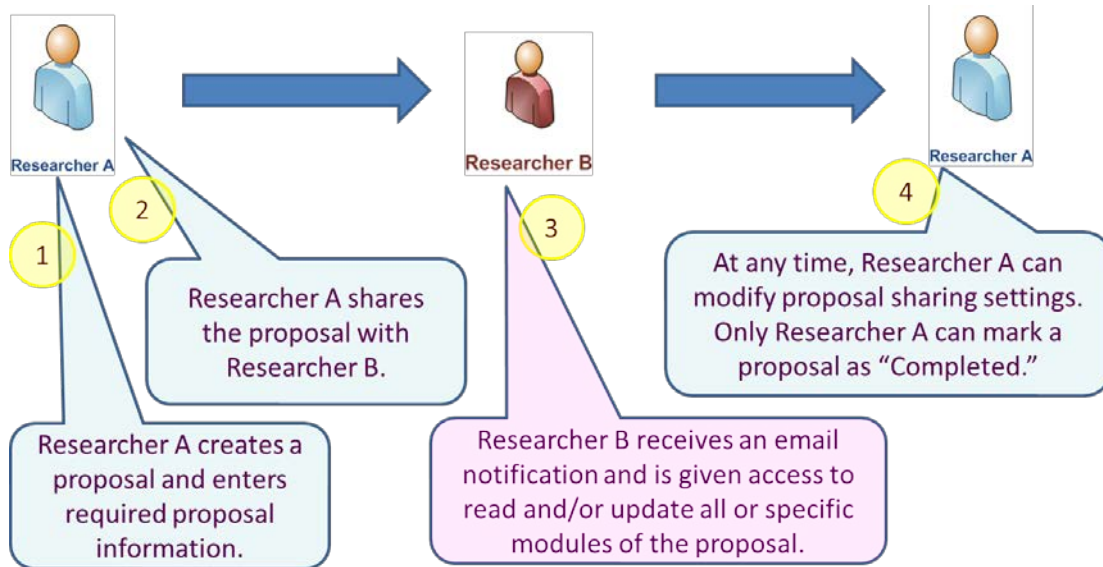 Researcher A
Researcher B
Researcher A
1
Researcher A creates a
proposal and enters
required proposal
information.
2
Researcher A shares
the proposal with
Researcher B.
3
Researcher B receives an email
notification and is given access to
read and/or update all or specific
modules of the proposal.
4
At any time, Researcher A can
modify proposal sharing settings.
Only Researcher A can mark a
proposal as “Completed.”